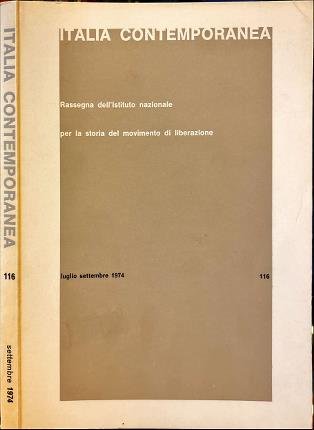 ITALIA CONTEMPORANEA
116
settembre 1974
ITALIA CONTEMPORANEA
Rassegna dell'Istituto nazionale
per la storia del movimento di liberazione
luglio settembre 1974
116